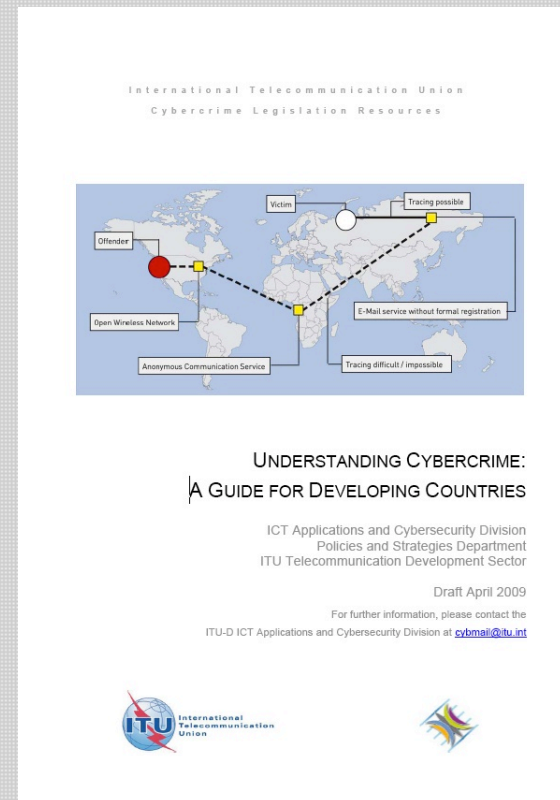 International Telecommunication Union
Cybercrime Legislation Resources
Victim
Tracing possible
Offender
E-Mail service without formal registration
Open Wireless Network
Anonymous Communication Service
Tracing difficult / impossible
UNDERSTANDING CYBERCRIME:
A GUIDE FOR DEVELOPING COUNTRIES
ICT Applications and Cybersecurity Division
Policies and Strategies Department
ITU Telecommunication Development Sector
Draft April 2009
For further information, please contact the
ITU-D ICT Applications and Cybersecurity Division at cybmail@itu.int
ITU
International
Telecommunication
Union